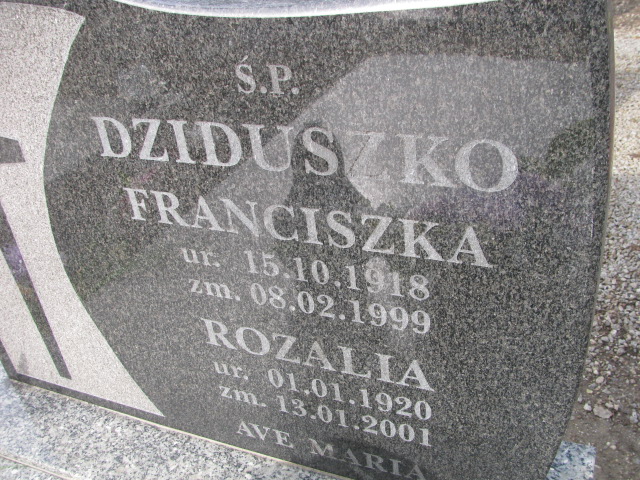 Ś.P.
DZIDUSZKO
FRANCISZKA
ur. 15.10.1918
zm. 08.02.1999
ROZALIA
ur. 01.01.1920
zm. 13.01.2001
AVE MARIA